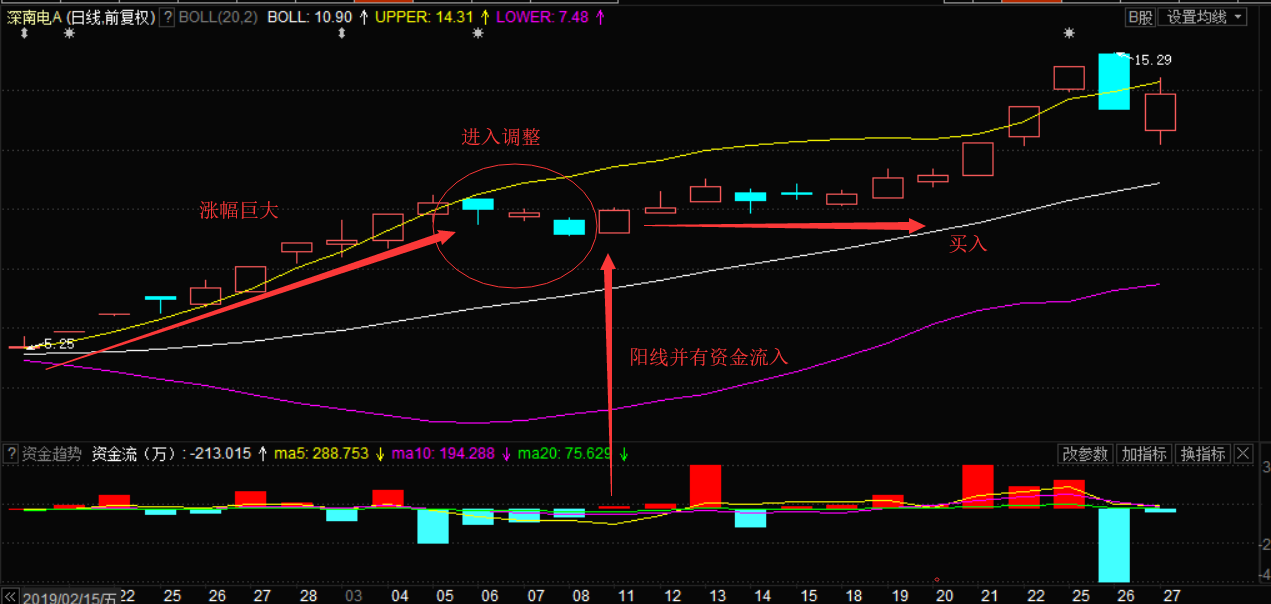 深南电A (日线,前复权) ? BOLL(20,2) BOLL: 10.90 ↑ UPPER: 14.31 ↑ LOWER: 7.48 ↑ B股 设置均线
15.29
进入调整
涨幅巨大
买入
5.25
阳线并有资金流入
? 资金趋势 资金流（万）: -213.015 ↑ ma5: 288.753 ↓ ma10: 194.288 ↓ ma20: 75.629 ↓ 改参数 加指标 换指标
3
-2
-4
2019/02/15/五 22 25 26 27 28 03 04 05 06 07 08 11 12 13 14 15 18 19 20 21 22 25 26 27